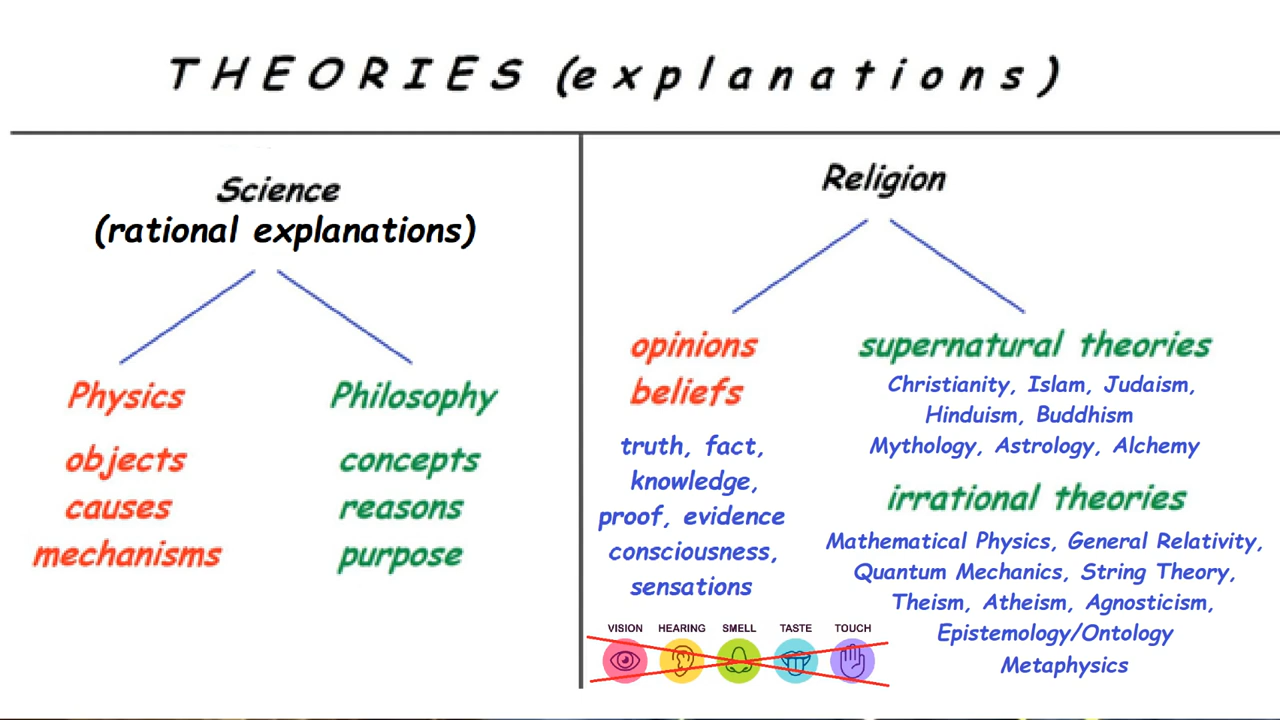 THEORIES (explanations)
Science
(rational explanations)
Physics
objects
causes
mechanisms
Philosophy
concepts
reasons
purpose
Religion
opinions
beliefs
truth, fact,
knowledge,
proof, evidence
consciousness,
sensations
VISION HEARING SMELL TASTE TOUCH
supernatural theories
Christianity, Islam, Judaism,
Hinduism, Buddhism
Mythology, Astrology, Alchemy
irrational theories
Mathematical Physics, General Relativity,
Quantum Mechanics, String Theory,
Theism, Atheism, Agnosticism,
Epistemology/Ontology
Metaphysics